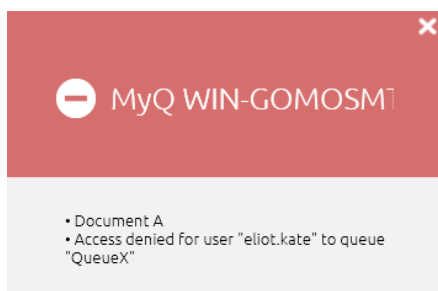 MyQ WIN-GOMOSMT
• Document A
• Access denied for user "eliot.kate" to queue
"QueueX"